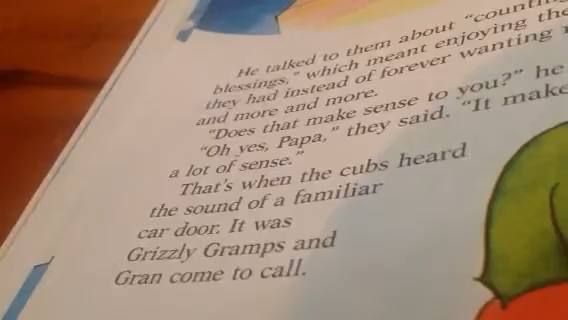 He talked to them about "counting
blessings," which meant enjoying the
they had instead of forever wanting
and more and more.
"Does that make sense to you?" he
"Oh yes, Papa," they said. "It make
a lot of sense."
That's when the cubs heard
the sound of a familiar
car door. It was
Grizzly Gramps and
Gran come to call.